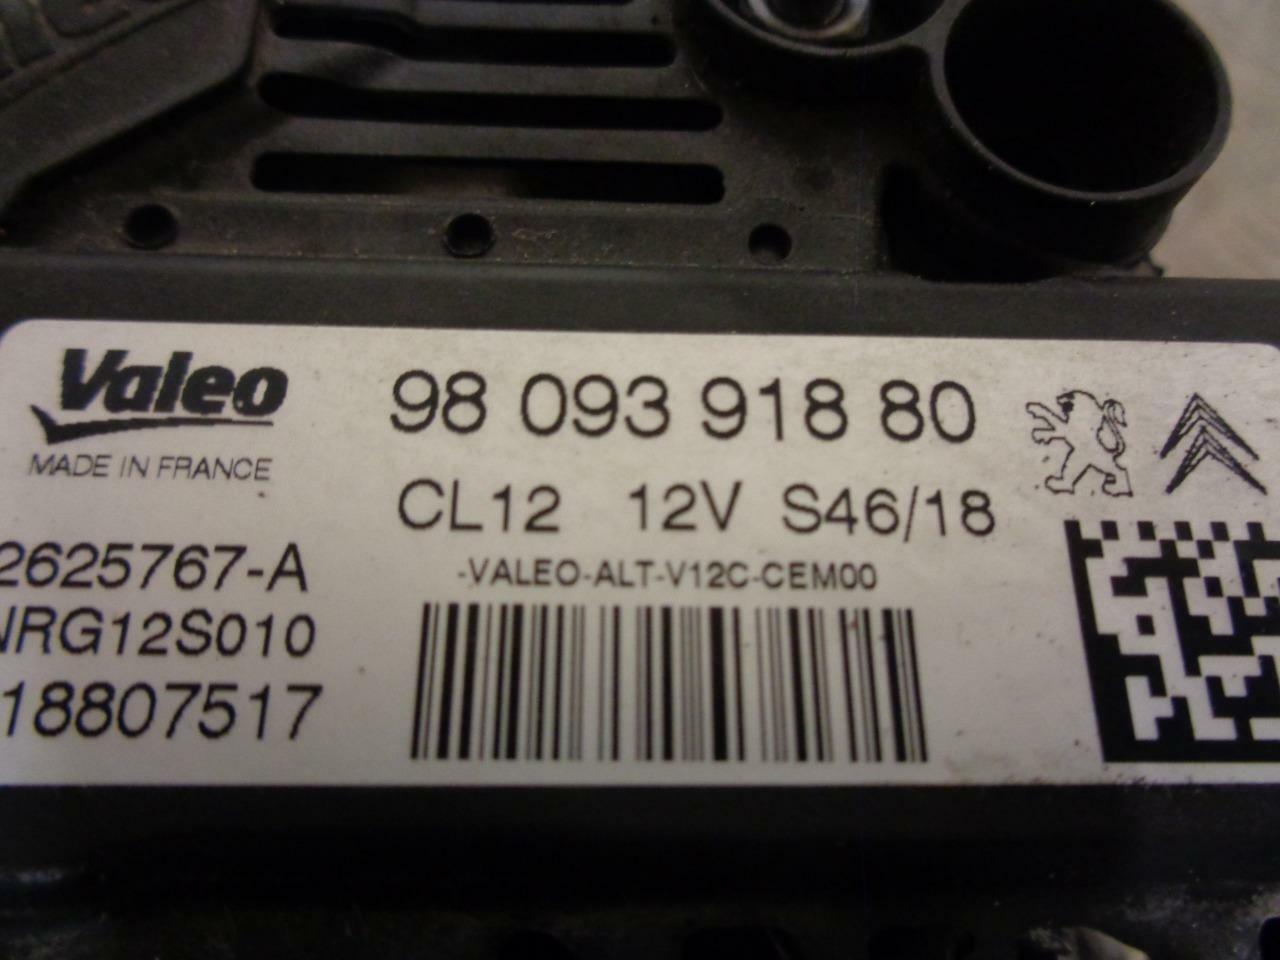 Valeo
MADE IN FRANCE
98 093 918 80
CL12 12V S46/18
-VALEO-ALT-V12C-CEM00
2625767-A
NRG12S010
18807517